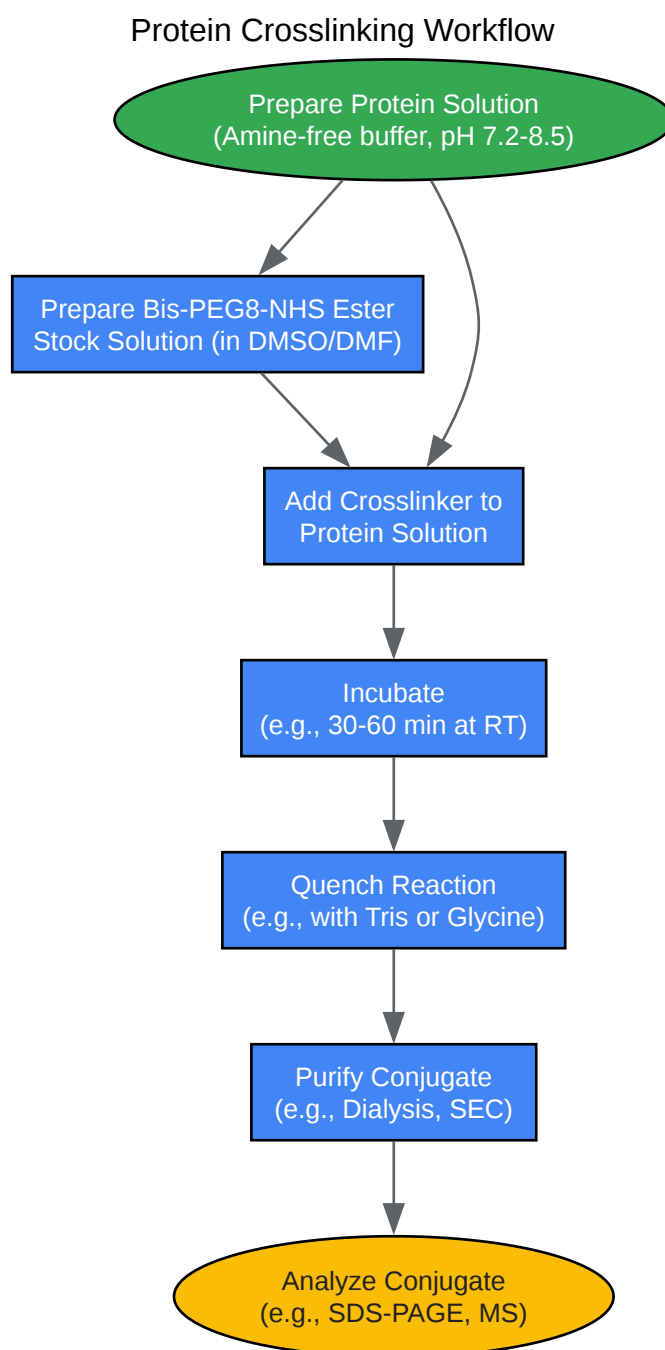 Protein Crosslinking Workflow
Prepare Protein Solution
(Amine-free buffer, pH 7.2-8.5)
Prepare Bis-PEG8-NHS Ester
Stock Solution (in DMSO/DMF)
Add Crosslinker to
Protein Solution
Incubate
(e.g., 30-60 min at RT)
Quench Reaction
(e.g., with Tris or Glycine)
Purify Conjugate
(e.g., Dialysis, SEC)
Analyze Conjugate
(e.g., SDS-PAGE, MS)